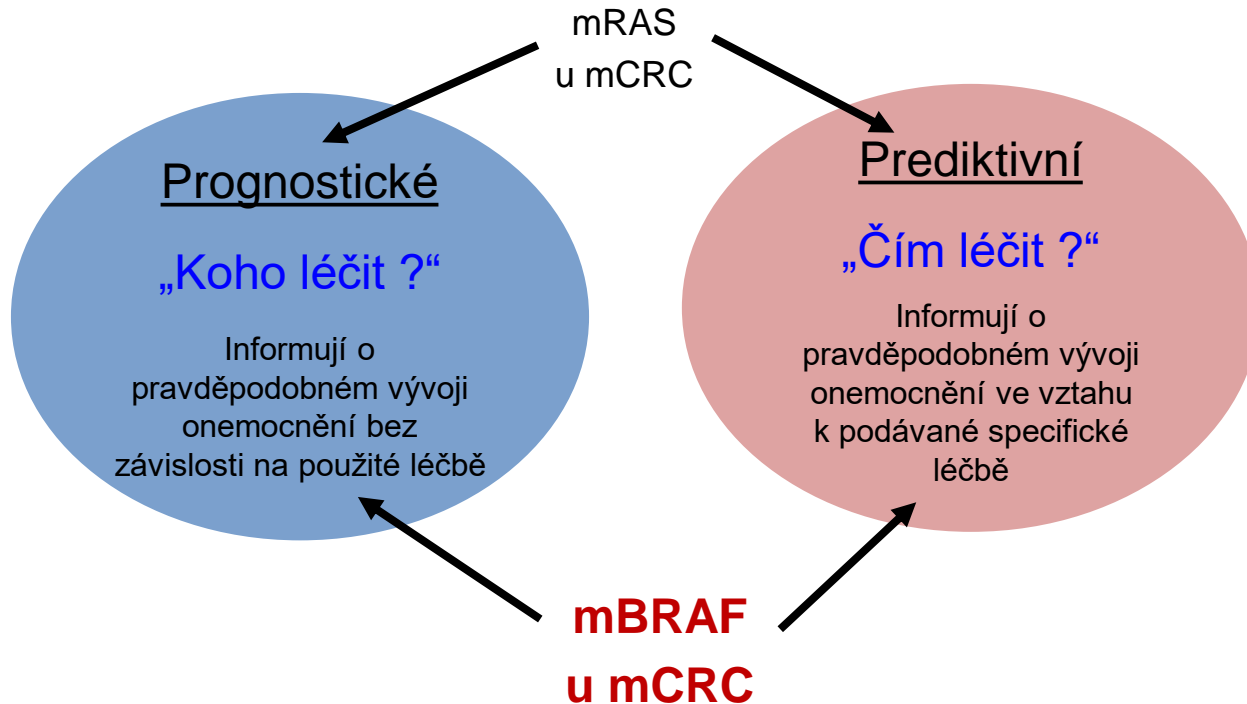 mRAS
u mCRC
Prognostické
„Koho léčit ?“
Informují o
pravděpodobném vývoji
onemocnění bez
závislosti na použité léčbě
Prediktivní
„Čím léčit ?“
Informují o
pravděpodobném vývoji
onemocnění ve vztahu
k podávané specifické
léčbě
mBRAF
u mCRC